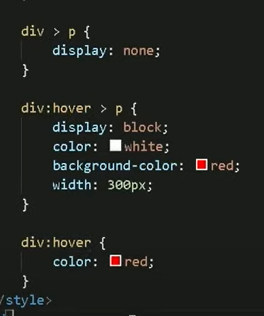 div > p {
display: none;
}
div:hover > p {
display: block;
color: white;
background-color: red;
width: 300px;
}
div:hover {
color: red;
}
/style>